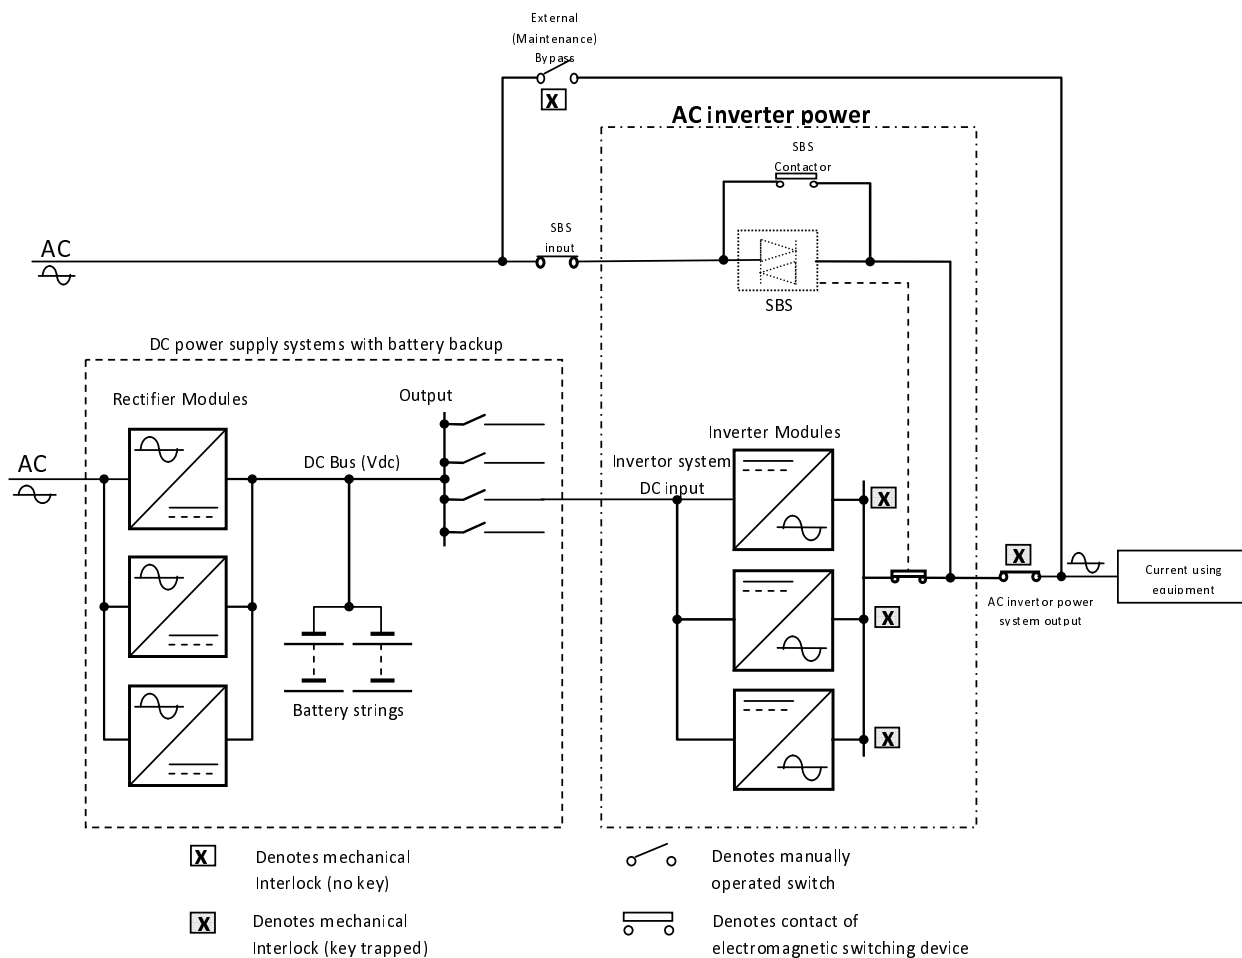 External
(Maintenance)
Bypass
X
AC inverter power
SBS
Contactor
AC
SBS
input
SBS
DC power supply systems with battery backup
Rectifier Modules
Output
AC
DC Bus (Vdc)
Inverter Modules
Invertor system
DC input
X
X
X
X
Current using
equipment
AC invertor power
system output
Battery strings
X
Denotes mechanical
Interlock (no key)
Denotes manually
operated switch
X
Denotes mechanical
Interlock (key trapped)
Denotes contact of
electromagnetic switching device